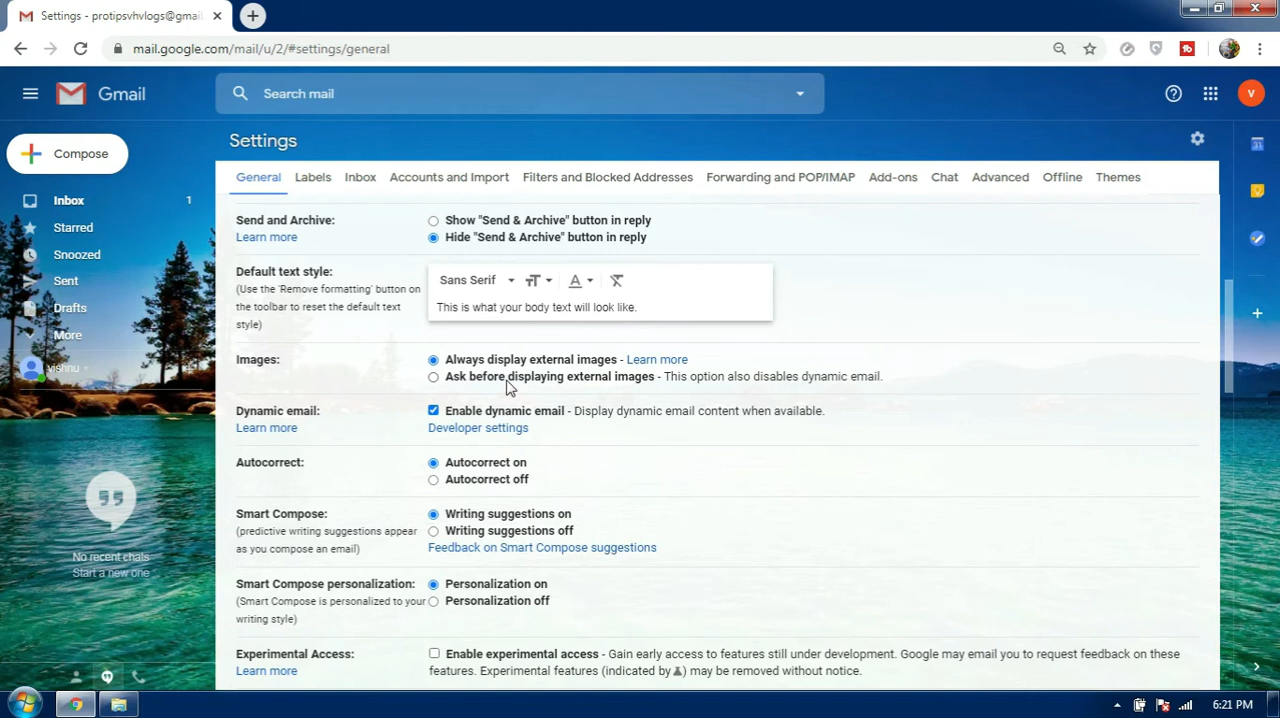 Settings - protipsvhvlogs@gmai
mail.google.com/mail/u/2/#settings/general
Gmail
Search mail
V
Compose
Settings
Inbox 1
Starred
Snoozed
Sent
Drafts
More
vishnu
No recent chats
Start a new one
General Labels Inbox Accounts and Import Filters and Blocked Addresses Forwarding and POP/IMAP Add-ons Chat Advanced Offline Themes
Send and Archive: Show "Send & Archive" button in reply
Learn more Hide "Send & Archive" button in reply
Default text style:
(Use the 'Remove formatting' button on
the toolbar to reset the default text
style)
Sans Serif A
This is what your body text will look like.
Images: Always display external images - Learn more
Ask before displaying external images - This option also disables dynamic email.
Dynamic email: Enable dynamic email - Display dynamic email content when available.
Learn more Developer settings
Autocorrect: Autocorrect on
Autocorrect off
Smart Compose: Writing suggestions on
(predictive writing suggestions appear Writing suggestions off
as you compose an email) Feedback on Smart Compose suggestions
Smart Compose personalization: Personalization on
(Smart Compose is personalized to your Personalization off
writing style)
Experimental Access: Enable experimental access - Gain early access to features still under development. Google may email you to request feedback on these
Learn more features. Experimental features (indicated by ) may be removed without notice.
6:21 PM